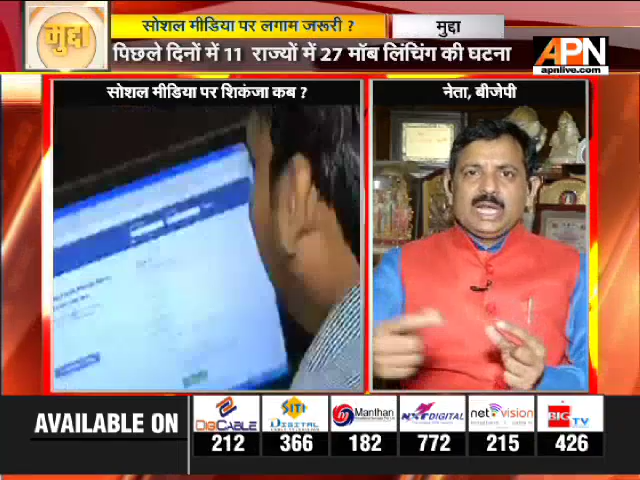 मुद्दा
सोशल मीडिया पर लगाम जरूरी ?
मुद्दा
पिछले दिनों में 11 राज्यों में 27 मॉब लिंचिंग की घटना
APN
apnlive.com
सोशल मीडिया पर शिकंजा कब ?
नेता, बीजेपी
AVAILABLE ON
DIGICABLE
212
SITI
DIGITAL
366
Manthan
182
NXT DIGITAL
772
net vision
215
BIG TV
426